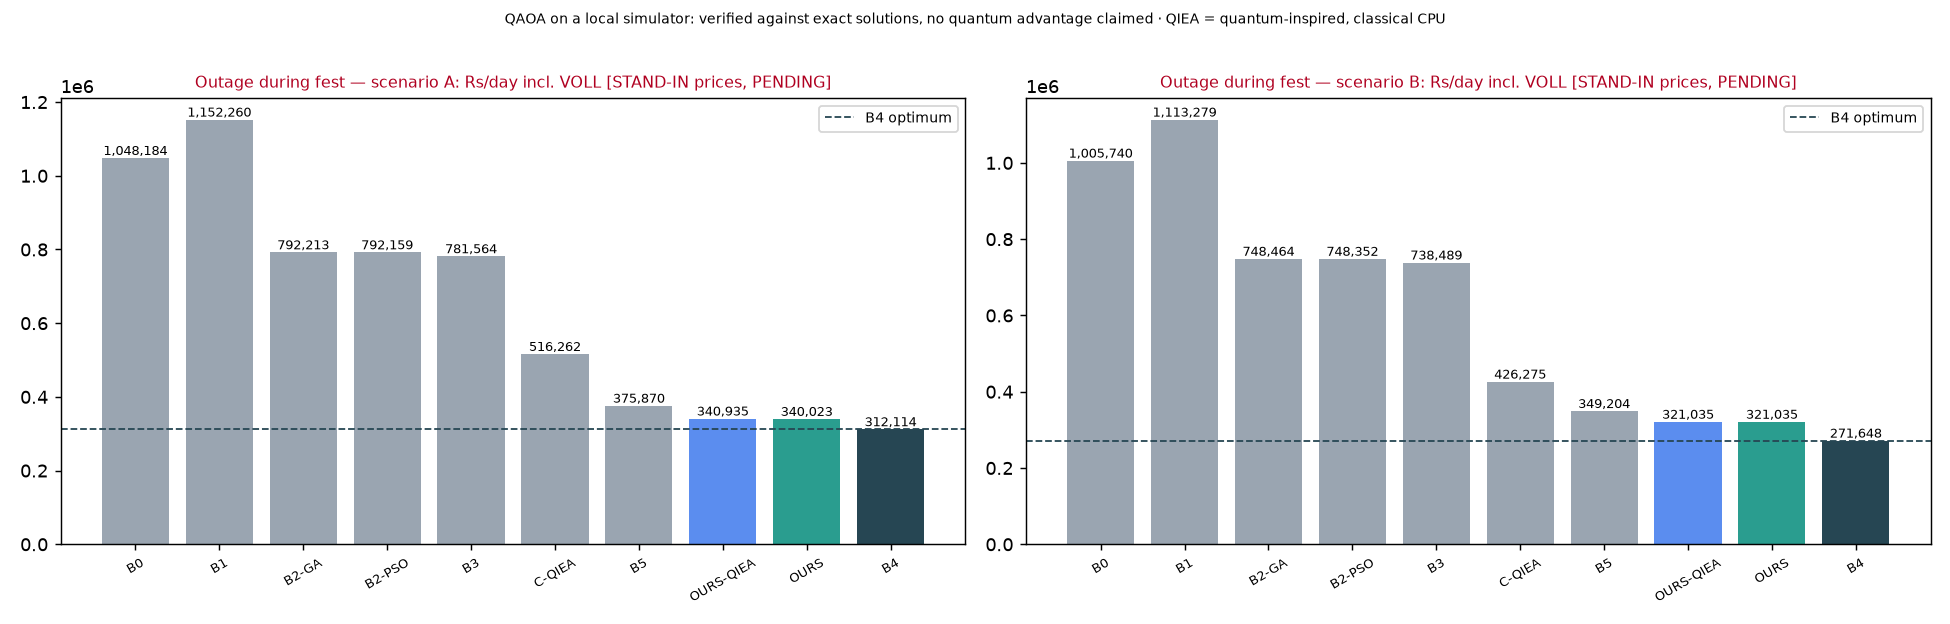 QAOA on a local simulator: verified against exact solutions, no quantum advantage claimed · QIEA = quantum-inspired, classical CPU
Outage during fest — scenario A: Rs/day incl. VOLL [STAND-IN prices, PENDING]
1e6
B4 optimum
1.2
1.0
0.8
0.6
0.4
0.2
0.0
1,048,184
1,152,260
792,213
792,159
781,564
516,262
375,870
340,935
340,023
312,114
B0
B1
B2-GA
B2-PSO
B3
C-QIEA
B5
OURS-QIEA
OURS
B4
Outage during fest — scenario B: Rs/day incl. VOLL [STAND-IN prices, PENDING]
1e6
B4 optimum
1.0
0.8
0.6
0.4
0.2
0.0
1,005,740
1,113,279
748,464
748,352
738,489
426,275
349,204
321,035
321,035
271,648
B0
B1
B2-GA
B2-PSO
B3
C-QIEA
B5
OURS-QIEA
OURS
B4